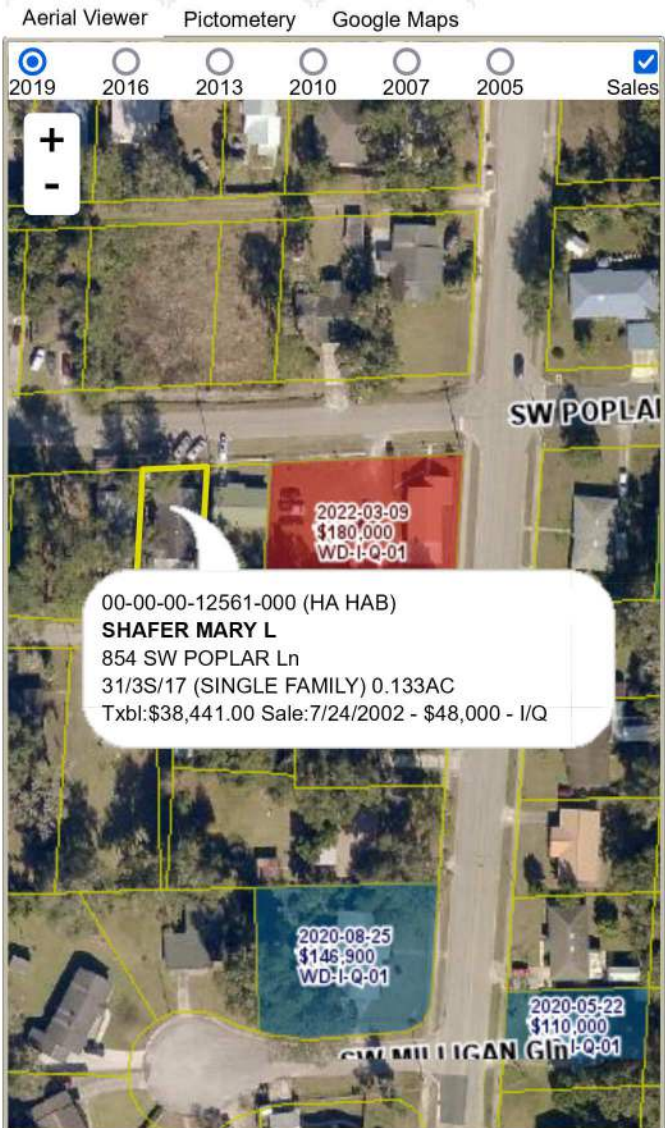 Aerial Viewer Pictometery Google Maps
2019 2016 2013 2010 2007 2005 Sales
+
-
SW POPLAR
2022-03-09
$180,000
WD-I-Q-01
00-00-00-12561-000 (HA HAB)
SHAFER MARY L
854 SW POPLAR Ln
31/3S/17 (SINGLE FAMILY) 0.133AC
Txbl:$38,441.00 Sale:7/24/2002 - $48,000 - I/Q
2020-08-25
$146,900
WD-I-Q-01
2020-05-22
$110,000
I-Q-01
SW MILLIGAN Gln